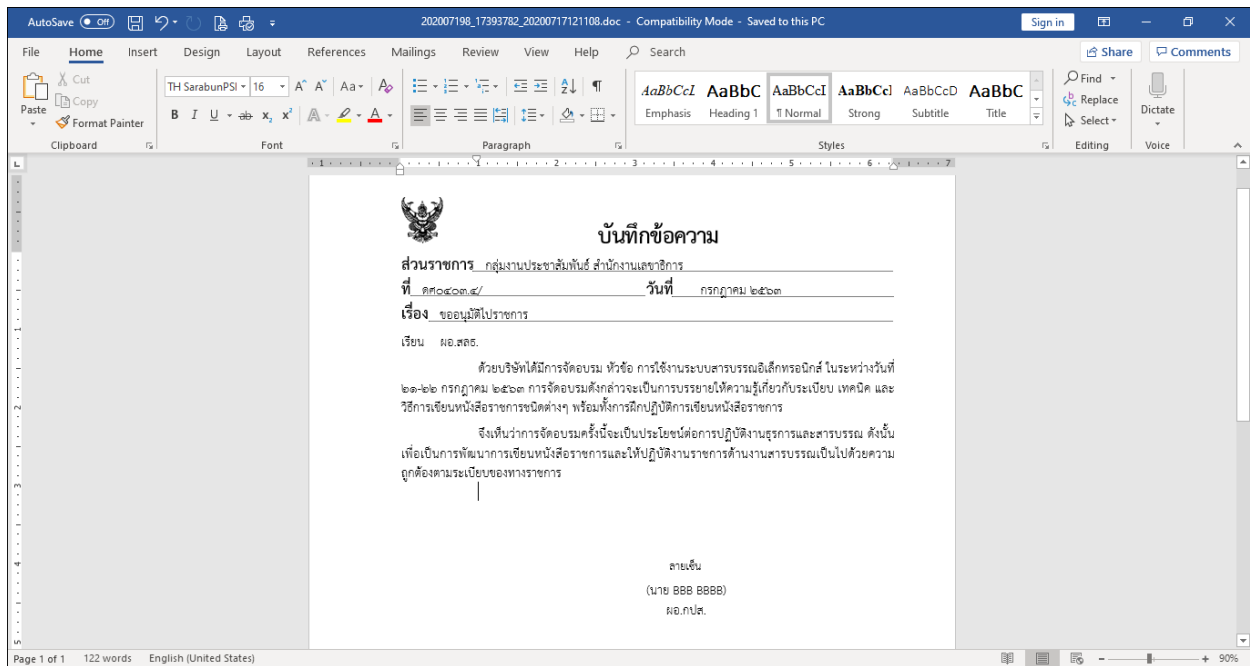 AutoSave Off 202007198_17393782_20200717121108.doc - Compatibility Mode - Saved to this PC Sign in
File Home Insert Design Layout References Mailings Review View Help Search Share Comments
Paste Cut Copy Format Painter
TH SarabunPSI 16 Aa
B I U ab x₂ x² A A
AaBbCcI AaBbC AaBbCcI AaBbCcl AaBbCcD AaBbC
Emphasis Heading 1 ¶ Normal Strong Subtitle Title
Find Replace Select Dictate
Clipboard Font Paragraph Styles Editing Voice
1 1 2 3 4 5 6 7
บันทึกข้อความ
ส่วนราชการ กลุ่มงานประชาสัมพันธ์ สำนักงานเลขาธิการ
ที่ ดศ๐๔๐๓.๔/ วันที่ กรกฎาคม ๒๕๖๓
เรื่อง ขออนุมัติไปราชการ
เรียน ผอ.สลธ.
ด้วยบริษัทได้มีการจัดอบรม หัวข้อ การใช้งานระบบสารบรรณอิเล็กทรอนิกส์ ในระหว่างวันที่
๒๑-๒๒ กรกฎาคม ๒๕๖๓ การจัดอบรมดังกล่าวจะเป็นการบรรยายให้ความรู้เกี่ยวกับระเบียบ เทคนิค และ
วิธีการเขียนหนังสือราชการชนิดต่างๆ พร้อมทั้งการฝึกปฏิบัติการเขียนหนังสือราชการ
จึงเห็นว่าการจัดอบรมครั้งนี้จะเป็นประโยชน์ต่อการปฏิบัติงานธุรการและสารบรรณ ดังนั้น
เพื่อเป็นการพัฒนาการเขียนหนังสือราชการและให้ปฏิบัติงานราชการด้านงานสารบรรณเป็นไปด้วยความ
ถูกต้องตามระเบียบของทางราชการ
ลายเซ็น
(นาย BBB BBBB)
ผอ.กปส.
Page 1 of 1 122 words English (United States) 90%